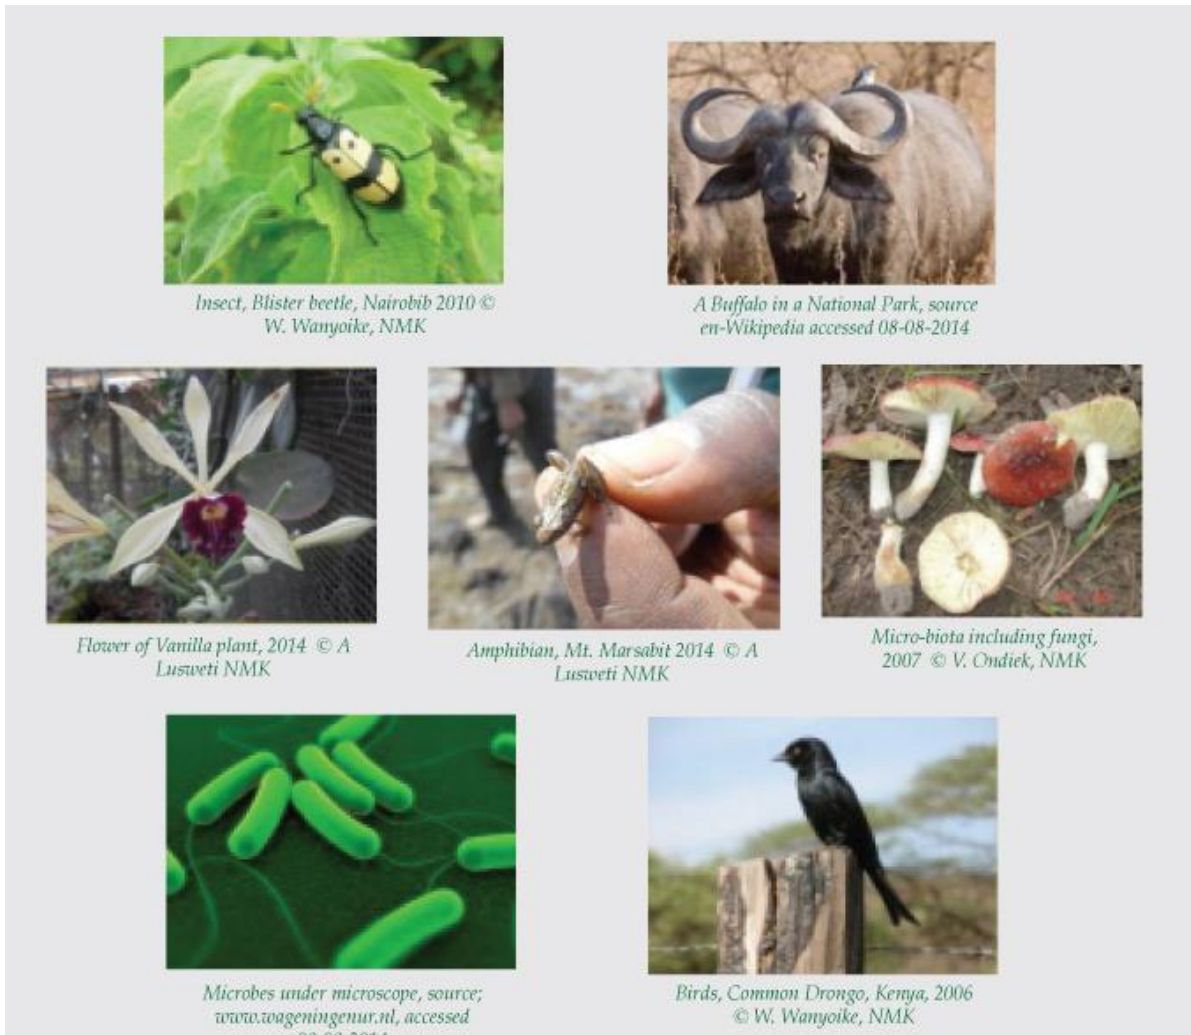 Insect, Blister beetle, Nairobib 2010 ©
W. Wanyoike, NMK
A Buffalo in a National Park, source
en-Wikipedia accessed 08-08-2014
Flower of Vanilla plant, 2014 © A
Lusweti NMK
Amphibian, Mt. Marsabit 2014 © A
Lusweti NMK
Micro-biota including fungi,
2007 © V. Ondiek, NMK
Microbes under microscope, source;
www.wageningenur.nl, accessed
Birds, Common Drongo, Kenya, 2006
© W. Wanyoike, NMK